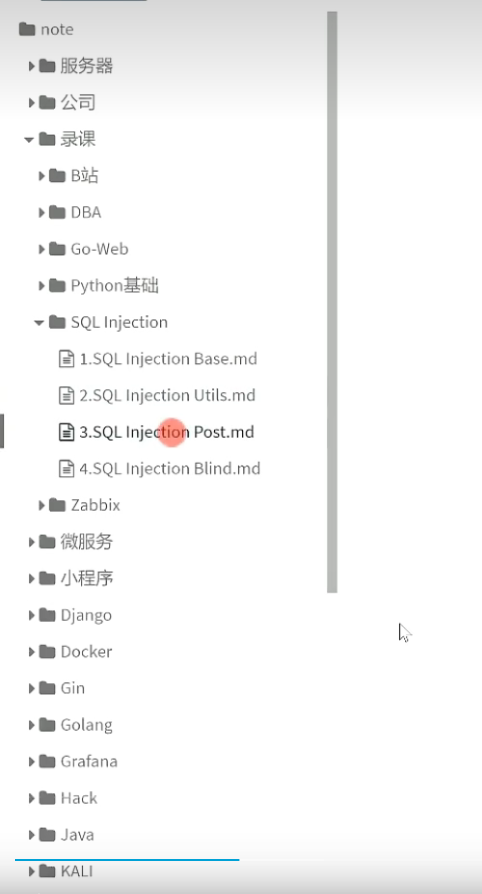 note
服务器
公司
录课
B站
DBA
Go-Web
Python基础
SQL Injection
1.SQL Injection Base.md
2.SQL Injection Utils.md
3.SQL Injection Post.md
4.SQL Injection Blind.md
Zabbix
微服务
小程序
Django
Docker
Gin
Golang
Grafana
Hack
Java
KALI